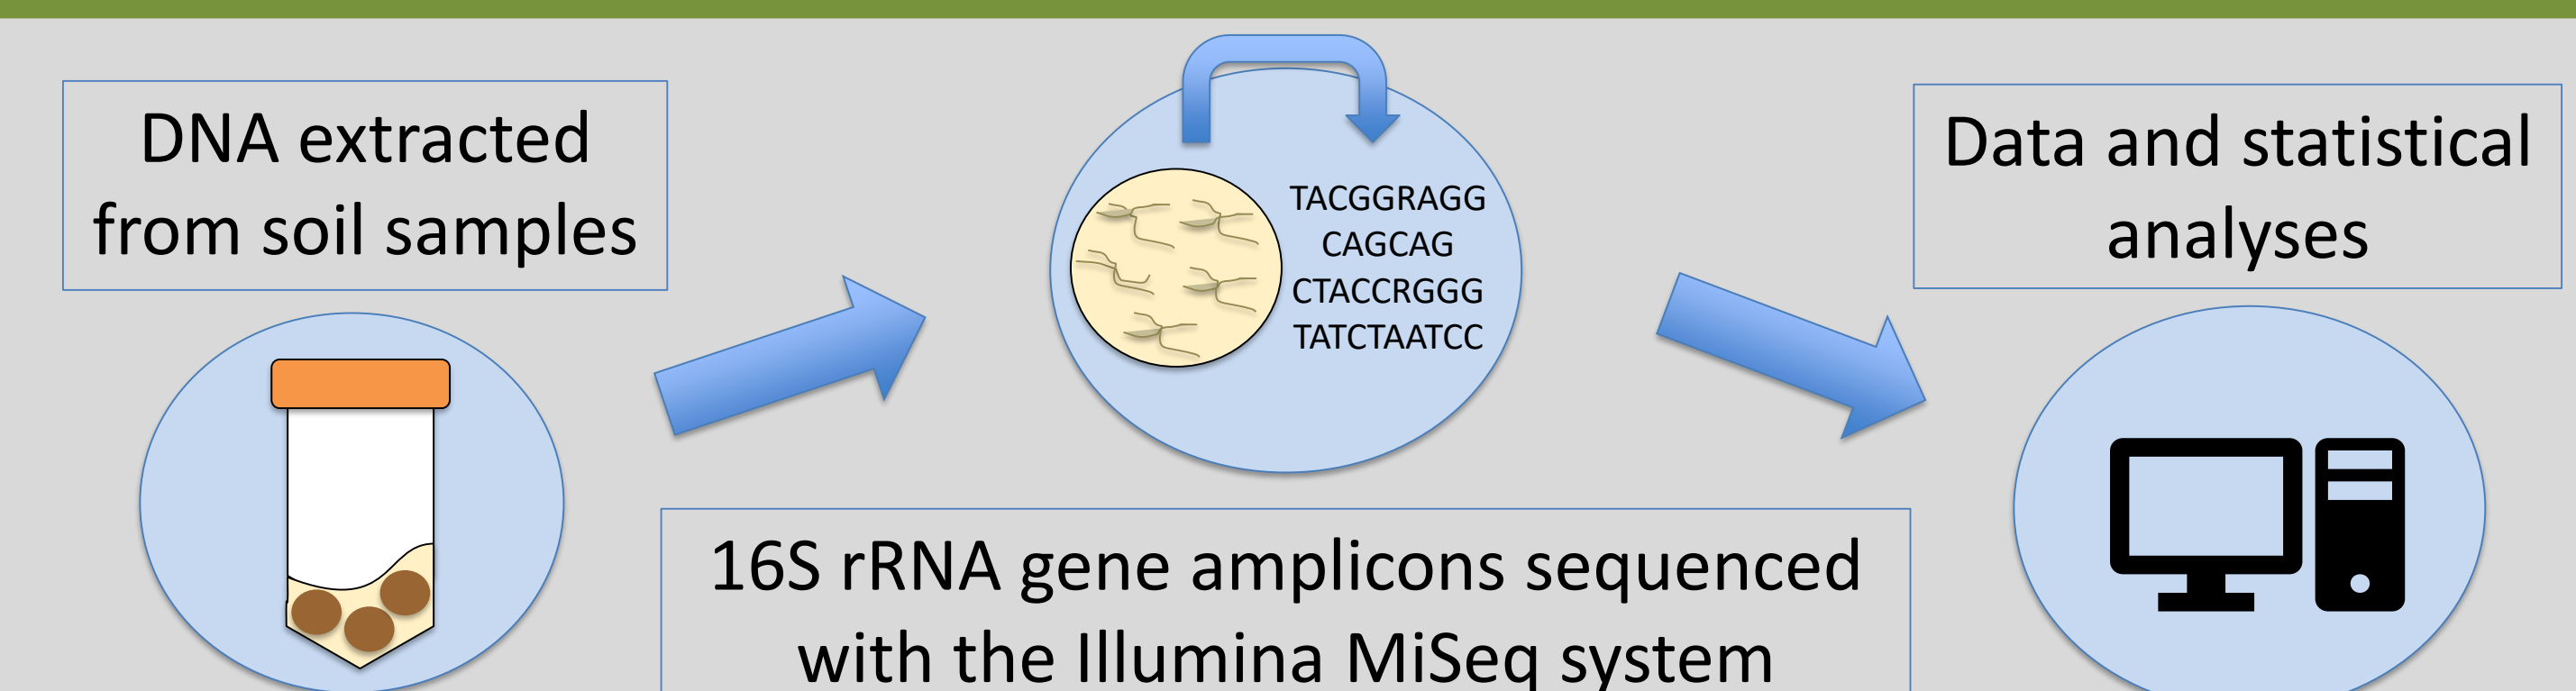 DNA extracted
from soil samples
TACGGRAGG
CAGCAG
CTACCRGGG
TATCTAATCC
16S rRNA gene amplicons sequenced
with the Illumina MiSeq system
Data and statistical
analyses